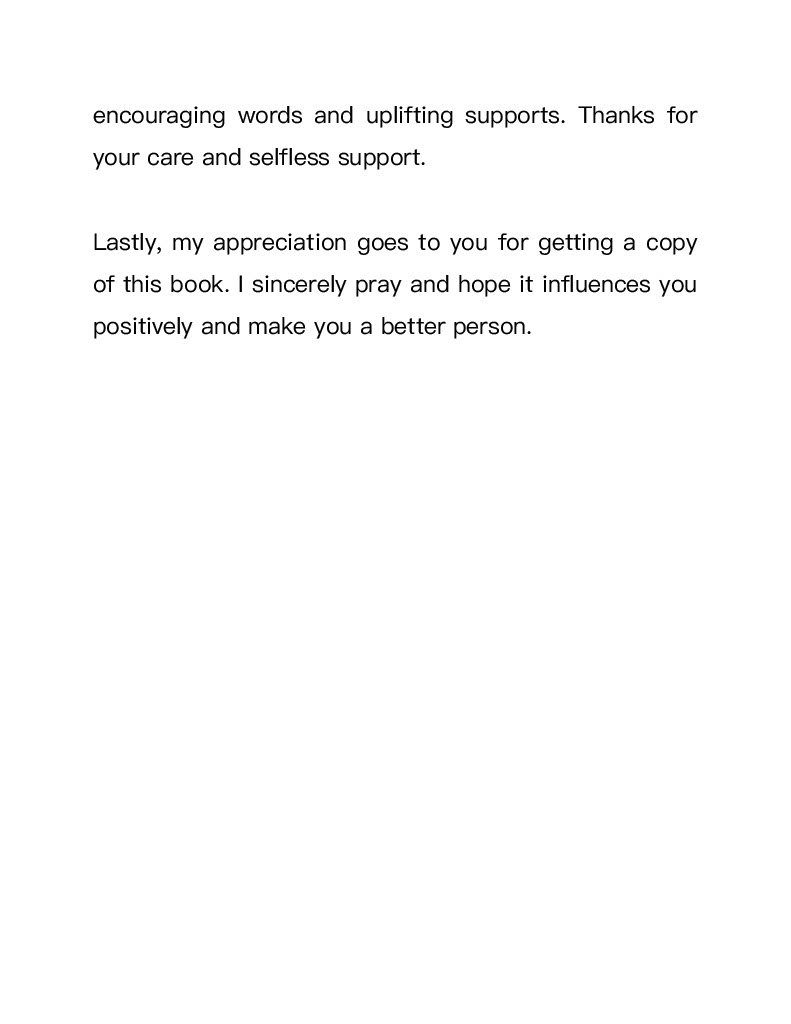 encouraging words and uplifting supports. Thanks for
your care and selfless support.
Lastly, my appreciation goes to you for getting a copy
of this book. I sincerely pray and hope it influences you
positively and make you a better person.